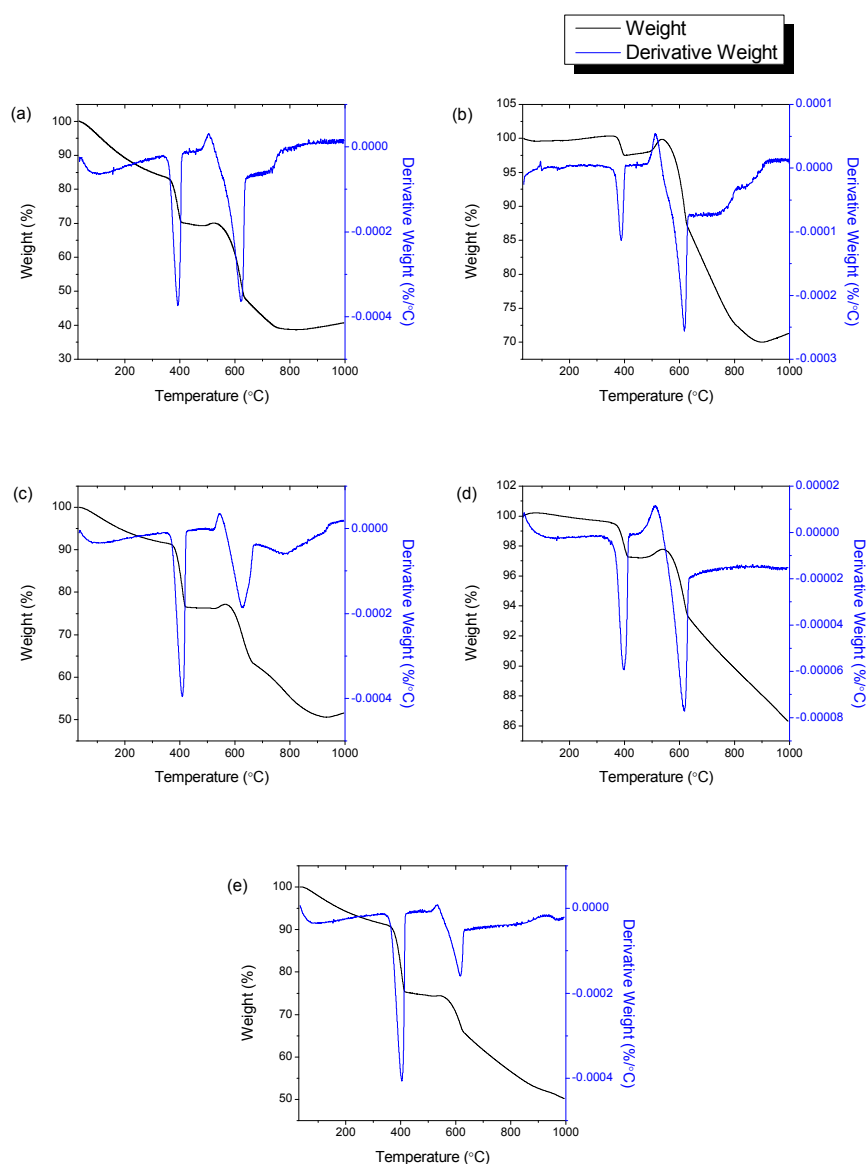 Weight
Derivative Weight
(a)
100
90
80
70
60
50
40
30
Weight (%)
0.0000
-0.0002
-0.0004
Derivative Weight (%/°C)
200 400 600 800 1000
Temperature (°C)
(b)
105
100
95
90
85
80
75
70
Weight (%)
0.0001
0.0000
-0.0001
-0.0002
-0.0003
Derivative Weight (%/°C)
200 400 600 800 1000
Temperature (°C)
(c)
100
90
80
70
60
50
Weight (%)
0.0000
-0.0002
-0.0004
Derivative Weight (%/°C)
200 400 600 800 1000
Temperature (°C)
(d)
102
100
98
96
94
92
90
88
86
Weight (%)
0.00002
0.00000
-0.00002
-0.00004
-0.00006
-0.00008
Derivative Weight (%/°C)
200 400 600 800 1000
Temperature (°C)
(e)
100
90
80
70
60
50
Weight (%)
0.0000
-0.0002
-0.0004
Derivative Weight (%/°C)
200 400 600 800 1000
Temperature (°C)